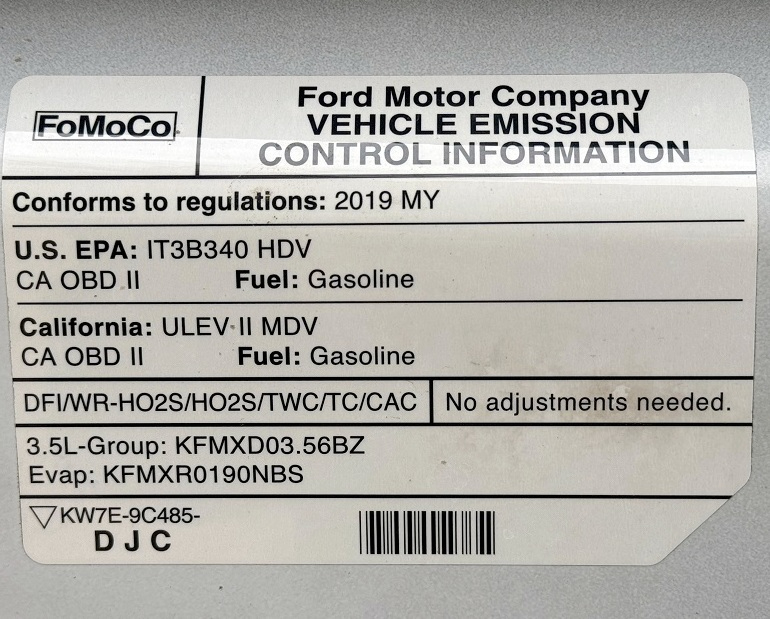 FoMoCo
Ford Motor Company
VEHICLE EMISSION
CONTROL INFORMATION
Conforms to regulations: 2019 MY
U.S. EPA: IT3B340 HDV
CA OBD II Fuel: Gasoline
California: ULEV II MDV
CA OBD II Fuel: Gasoline
DFI/WR-HO2S/HO2S/TWC/TC/CAC No adjustments needed.
3.5L-Group: KFMXD03.56BZ
Evap: KFMXR0190NBS
KW7E-9C485-
D J C